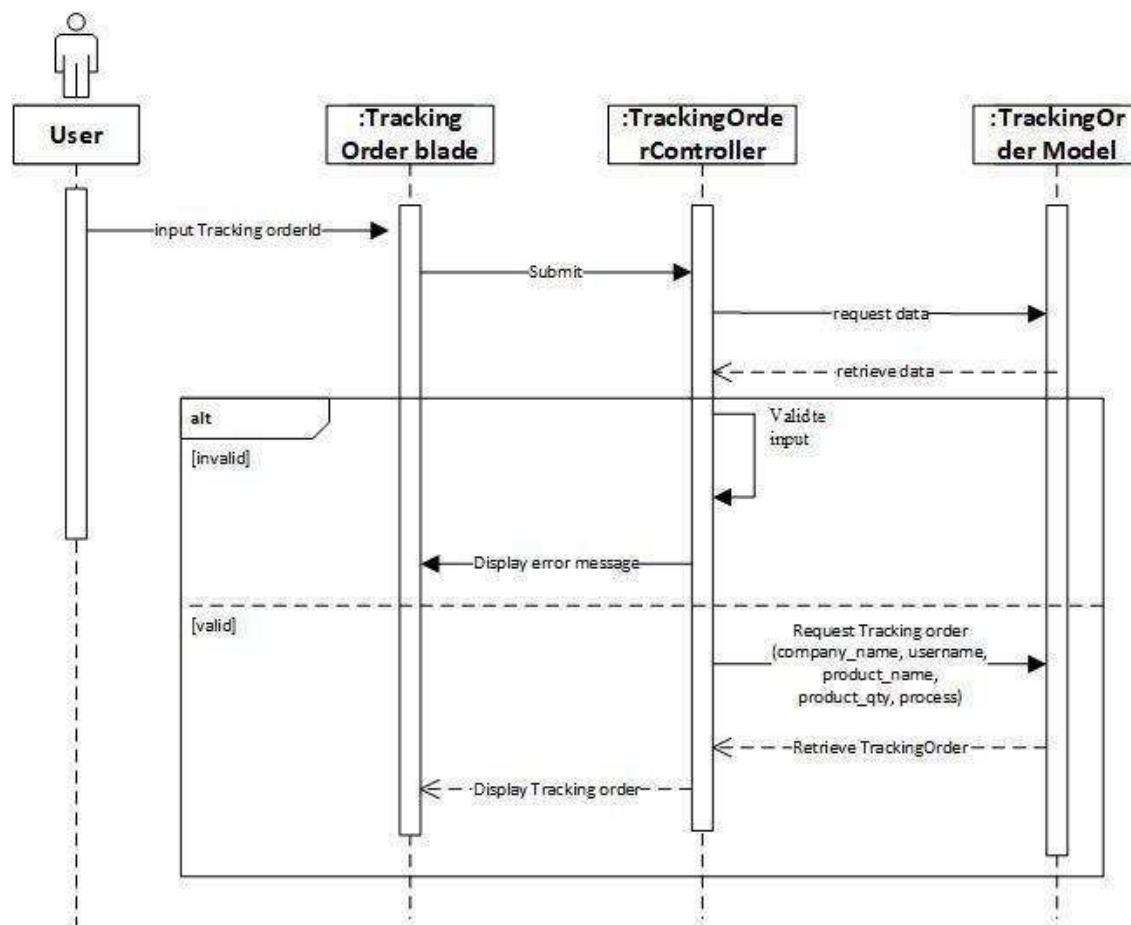 User
:Tracking
Order blade
:TrackingOrde
rController
:TrackingOr
der Model
input Tracking orderId
Submit
request data
retrieve data
alt
Validte
input
[invalid]
Display error message
[valid]
Request Tracking order
(company_name, username,
product_name,
product_qty, process)
Retrieve TrackingOrder
Display Tracking order